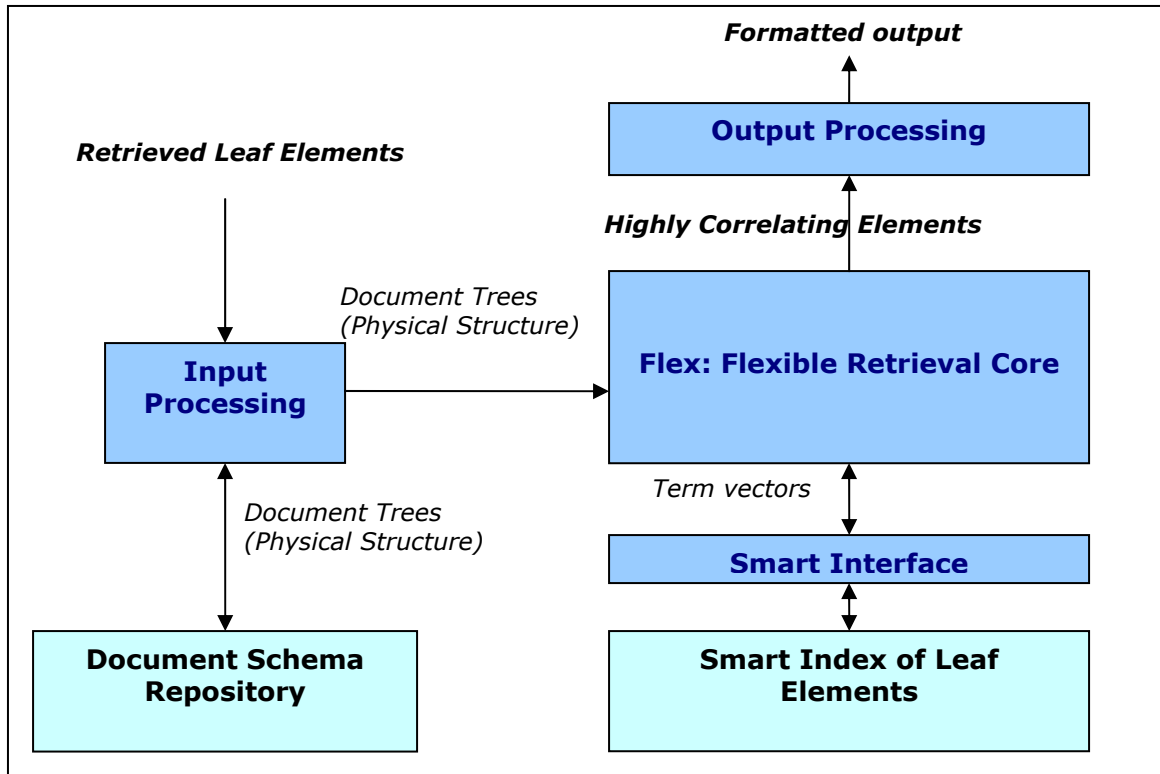 Formatted output
Output Processing
Retrieved Leaf Elements
Highly Correlating Elements
Document Trees
(Physical Structure)
Input
Processing
Flex: Flexible Retrieval Core
Term vectors
Document Trees
(Physical Structure)
Smart Interface
Document Schema
Repository
Smart Index of Leaf
Elements